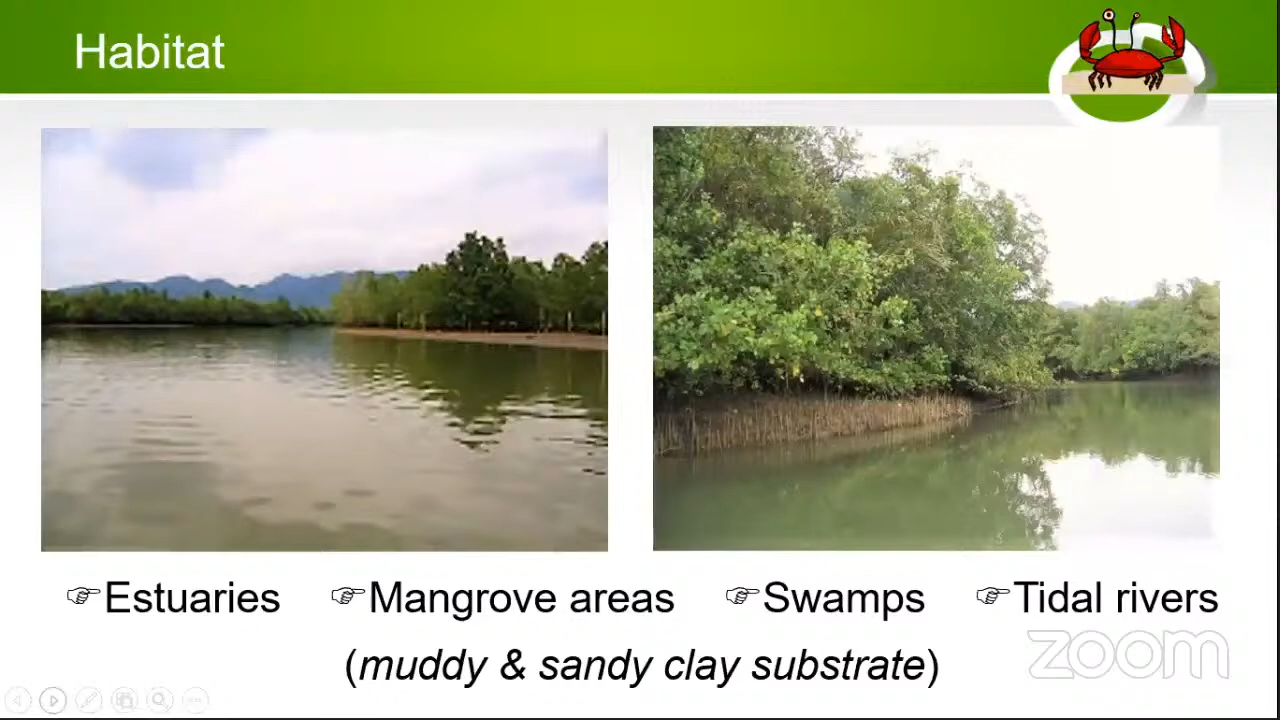 Habitat
☞Estuaries ☞Mangrove areas ☞Swamps ☞Tidal rivers
(muddy & sandy clay substrate)
zoom